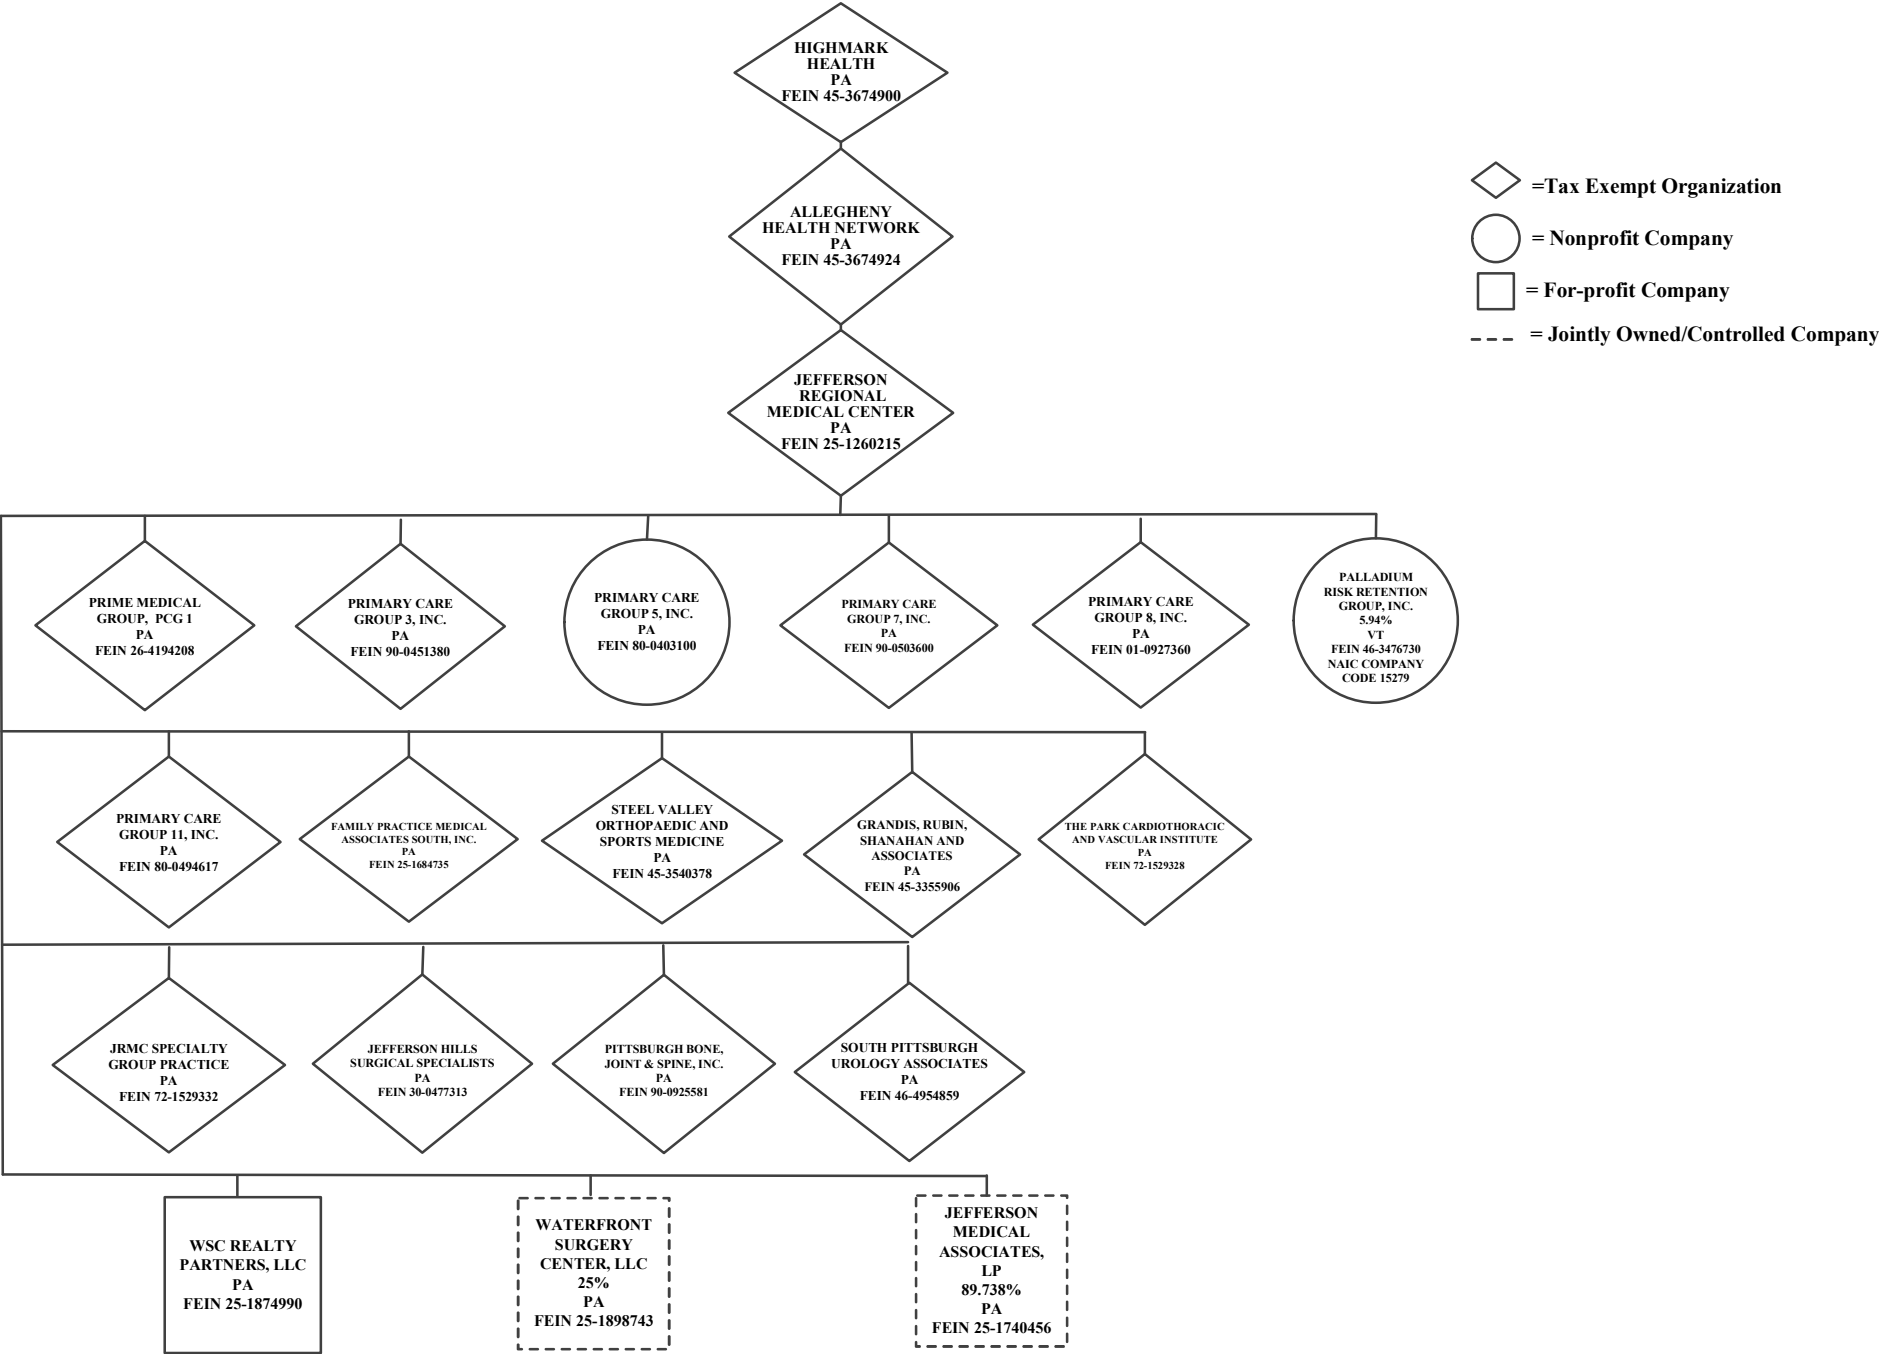 HIGHMARK
HEALTH
PA
FEIN 45-3674900
ALLEGHENY
HEALTH NETWORK
PA
FEIN 45-3674924
=Tax Exempt Organization
= Nonprofit Company
= For-profit Company
= Jointly Owned/Controlled Company
JEFFERSON
REGIONAL
MEDICAL CENTER
PA
FEIN 25-1260215
PRIME MEDICAL
GROUP, PCG 1
PA
FEIN 26-4194208
PRIMARY CARE
GROUP 3, INC.
PA
FEIN 90-0451380
PRIMARY CARE
GROUP 5, INC.
PA
FEIN 80-0403100
PRIMARY CARE
GROUP 7, INC.
PA
FEIN 90-0503600
PRIMARY CARE
GROUP 8, INC.
PA
FEIN 01-0927360
PALLADIUM
RISK RETENTION
GROUP, INC.
5.94%
VT
FEIN 46-3476730
NAIC COMPANY
CODE 15279
PRIMARY CARE
GROUP 11, INC.
PA
FEIN 80-0494617
FAMILY PRACTICE MEDICAL
ASSOCIATES SOUTH, INC.
PA
FEIN 25-1684735
STEEL VALLEY
ORTHOPAEDIC AND
SPORTS MEDICINE
PA
FEIN 45-3540378
GRANDIS, RUBIN,
SHANAHAN AND
ASSOCIATES
PA
FEIN 45-3355906
THE PARK CARDIOTHORACIC
AND VASCULAR INSTITUTE
PA
FEIN 72-1529328
JRMC SPECIALTY
GROUP PRACTICE
PA
FEIN 72-1529332
JEFFERSON HILLS
SURGICAL SPECIALISTS
PA
FEIN 30-0477313
PITTSBURGH BONE,
JOINT & SPINE, INC.
PA
FEIN 90-0925581
SOUTH PITTSBURGH
UROLOGY ASSOCIATES
PA
FEIN 46-4954859
WSC REALTY
PARTNERS, LLC
PA
FEIN 25-1874990
WATERFRONT
SURGERY
CENTER, LLC
25%
PA
FEIN 25-1898743
JEFFERSON
MEDICAL
ASSOCIATES,
LP
89.738%
PA
FEIN 25-1740456